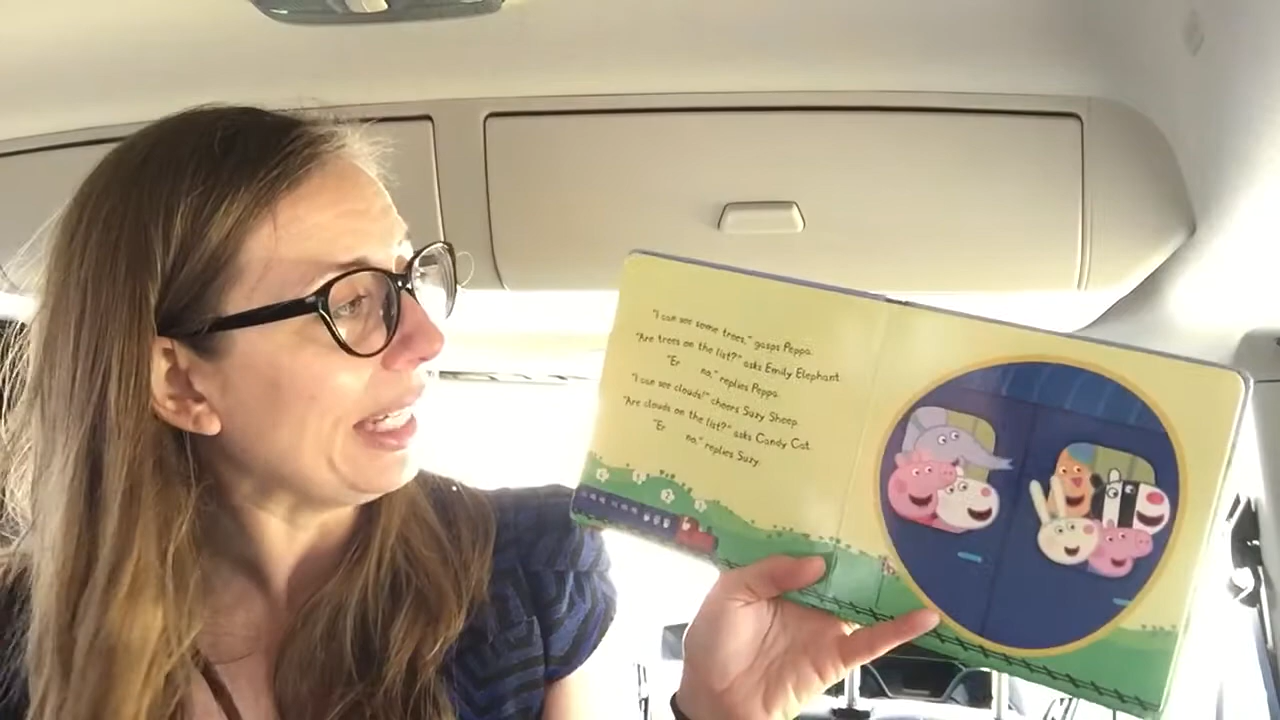 "I can see some trees," gasps Peppa.
"Are trees on the list?" asks Emily Elephant.
"Er no," replies Peppa.
"I can see clouds!" cheers Suzy Sheep.
"Are clouds on the list?" asks Candy Cat.
"Er no," replies Suzy.